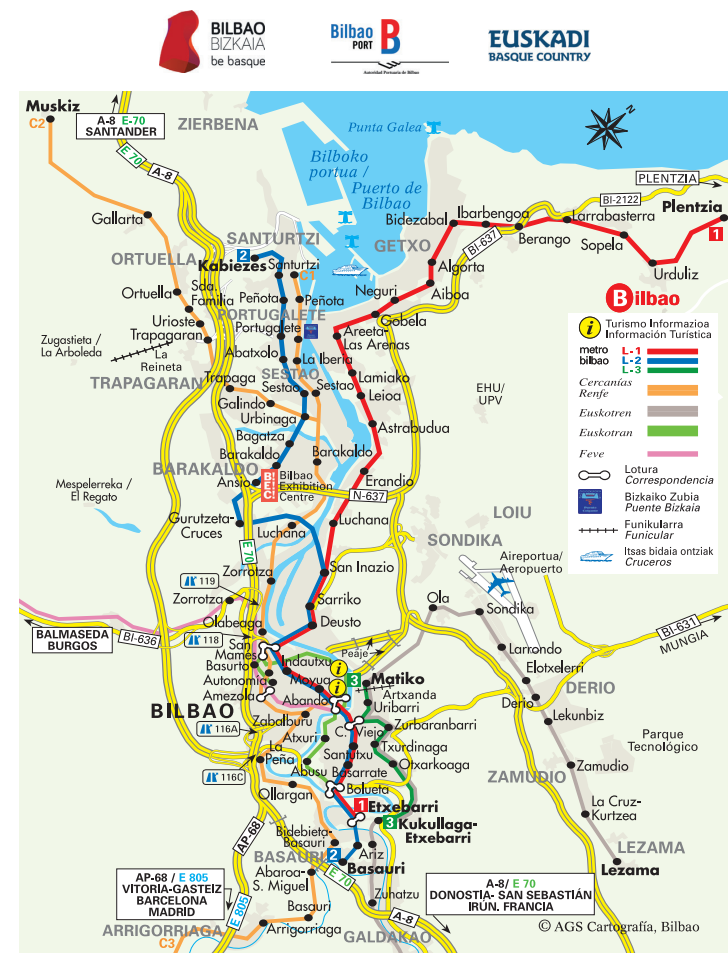 BILBAO
BIZKAIA
be basque
Bilbao
PORT
B
Autoridad Portuaria de Bilbao
EUSKADI
BASQUE COUNTRY
Muskiz
C2
A-8 E-70
SANTANDER
ZIERBENA
E 70
A-8
Punta Galea
Bilboko
portua /
Puerto de
Bilbao
N
PLENTZIA
BI-2122
Plentzia
1
Gallarta
SANTURTZI
Bidezabal
Ibarbengoa
Larrabasterra
BI-637
Berango
Sopela
Urduliz
GETXO
ORTUELLA
2
Kabiezes
Santurtzi
C1
Algorta
Aiboa
Neguri
Gobela
Ortuella
Sda.
Familia
Peñota
Peñota
PORTUGALETE
Urioste
Trapagaran
Portugalete
Areeta-
Las Arenas
Zugastieta /
La Arboleda
La
Reineta
Abatxolo
La Iberia
TRAPAGARAN
Trapaga
SESTAO
Sestao
Sestao
Lamiako
Leioa
EHU/
UPV
Galindo
Urbinaga
Astrabudua
Bagatza
Barakaldo
Barakaldo
BARAKALDO
Ansio
B!
E!
C!
Bilbao
Exhibition
Centre
Erandio
N-637
Mespelerreka /
El Regato
Gurutzeta-
Cruces
Luchana
Luchana
E 70
LOIU
SONDIKA
Aireportua/
Aeropuerto
Bilbao
i
Turismo Informazioa
Información Turística
metro
bilbao
L-1
L-2
L-3
Cercanías
Renfe
Euskotren
Euskotran
Feve
Lotura
Correspondencia
Bizkaiko Zubia
Puente Bizkaia
Funikularra
Funicular
Itsas bidaia ontziak
Cruceros
119
Zorrotza
Zorrotza
San Inazio
Sarriko
Deusto
Ola
Sondika
BALMASEDA
BURGOS
BI-636
118
Olabeaga
San
Mames
Basurto
Autonomia
Amezola
Indautxu
Moyua
Abando
i
i
Peaje
3
Matiko
Artxanda
Uribarri
Larrondo
Elotxelerri
BI-631
MUNGIA
DERIO
Derio
Lekunbiz
BILBAO
Zabalburu
C. Viejo
Zurbaranbarri
116A
Atxuri
Txurdinaga
Parque
Tecnológico
116C
La
Peña
Abusu
Santutxu
Basarrate
Otxarkoaga
ZAMUDIO
Zamudio
Ollargan
Bolueta
1
Etxebarri
3
Kukullaga-
Etxebarri
La Cruz-
Kurtzea
LEZAMA
Lezama
AP-68
Bidebieta-
Basauri
BASAURI
2
Basauri
Ariz
Abaroa-
S. Miguel
E 70
Zuhatzu
AP-68 / E 805
VITORIA-GASTEIZ
BARCELONA
MADRID
E 805
Basauri
A-8
A-8/ E 70
DONOSTIA- SAN SEBASTIÁN
IRÚN. FRANCIA
ARRIGORRIAGA
C3
Arrigorriaga
GALDAKAO
© AGS Cartografía, Bilbao